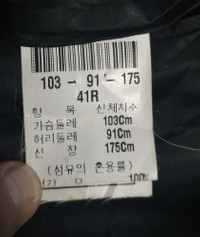 103 - 91 - 175
41R
항 목 신체치수
가슴둘레 103Cm
허리둘레 91Cm
신 장 175Cm
(섬유의 혼용률)